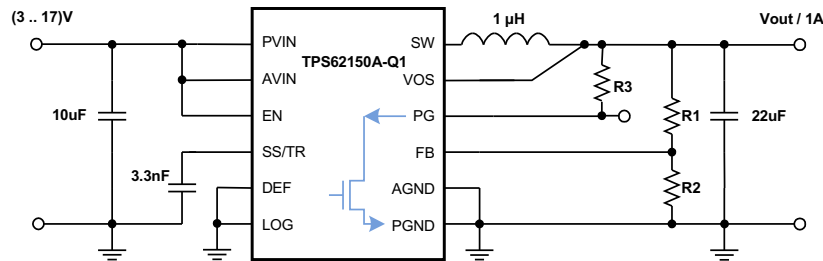 (3 .. 17)V
1 µH
Vout / 1A
PVIN
SW
TPS62150A-Q1
AVIN
VOS
R3
10uF
EN
PG
R1
22uF
SS/TR
FB
3.3nF
DEF
AGND
R2
LOG
PGND